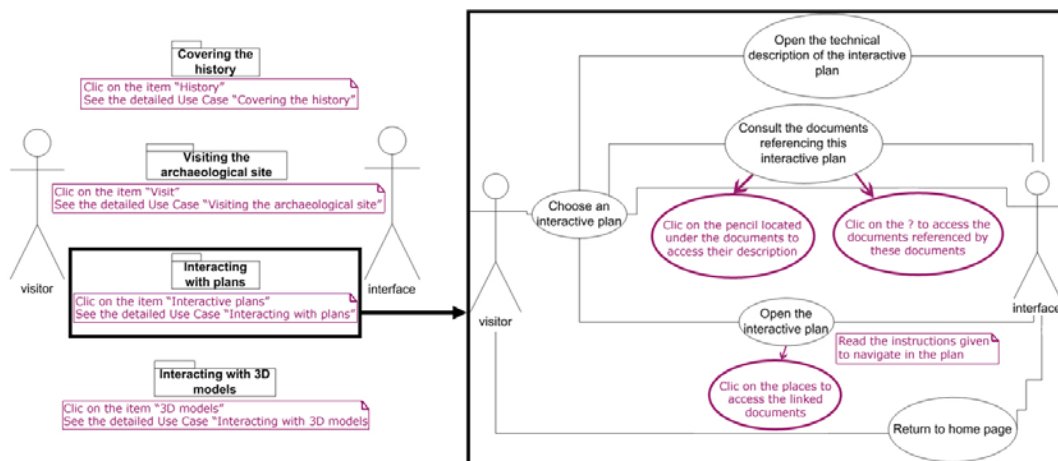 Covering the
history
Clic on the item “History”
See the detailed Use Case “Covering the history”
Visiting the
archaeological site
Clic on the item “Visit”
See the detailed Use Case “Visiting the archaeological site”
visitor
interface
Interacting
with plans
Clic on the item “Interactive plans”
See the detailed Use Case “Interacting with plans”
Interacting with 3D
models
Clic on the item “3D models”
See the detailed Use Case “Interacting with 3D models
Open the technical
description of the interactive
plan
Consult the documents
referencing this
interactive plan
Choose an
interactive plan
Clic on the pencil located
under the documents to
access their description
Clic on the ? to access the
documents referenced by
these documents
visitor
interface
Open the
interactive plan
Read the instructions given
to navigate in the plan
Clic on the places to
access the linked
documents
Return to home page